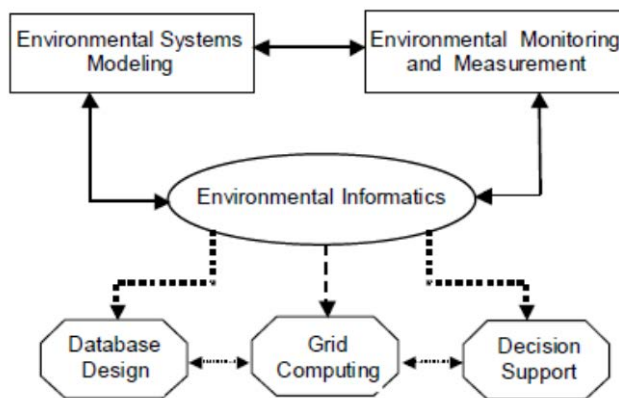 Environmental Systems
Modeling
Environmental Monitoring
and Measurement
Environmental Informatics
Database
Design
Grid
Computing
Decision
Support